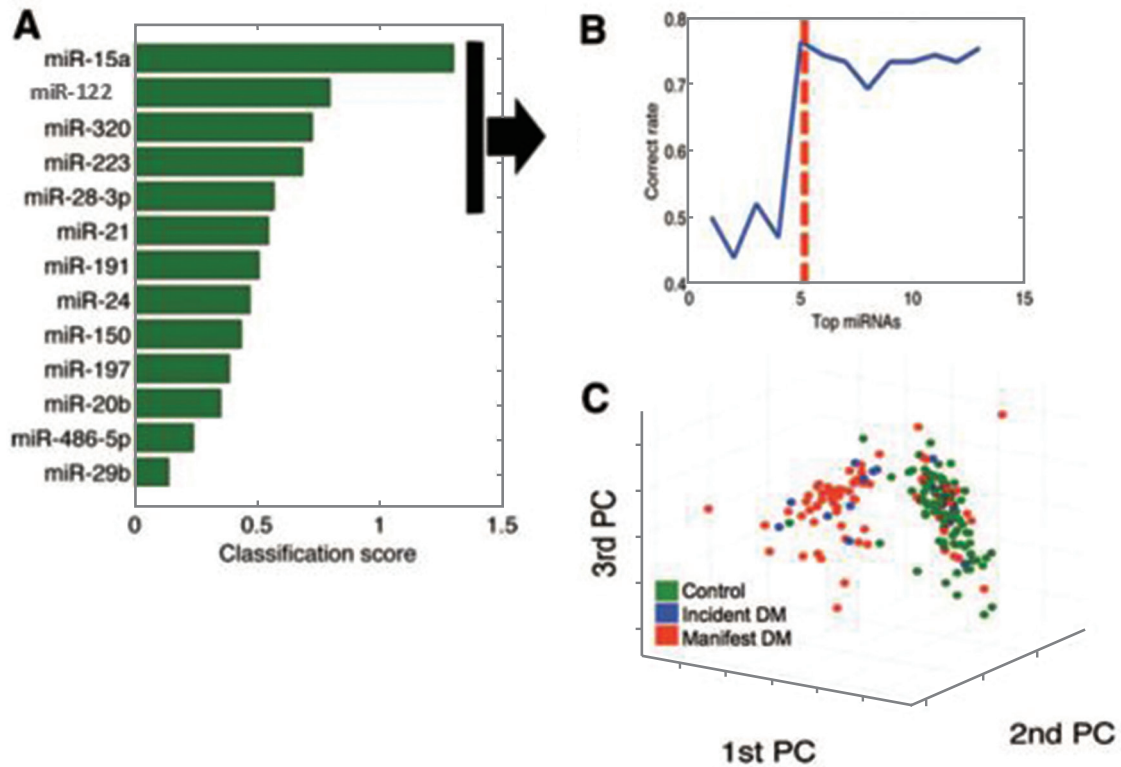 A
miR-15a
miR-122
miR-320
miR-223
miR-28-3p
miR-21
miR-191
miR-24
miR-150
miR-197
miR-20b
miR-486-5p
miR-29b
0 0.5 1 1.5
Classification score
B
0.8
0.7
0.6
0.5
0.4
Correct rate
0 5 10 15
Top miRNAs
C
3rd PC
Control
Incident DM
Manifest DM
1st PC
2nd PC